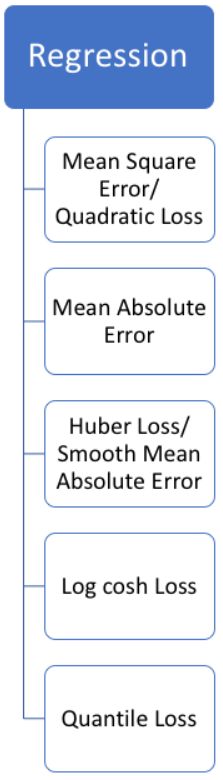 Regression
Mean Square
Error/
Quadratic Loss
Mean Absolute
Error
Huber Loss/
Smooth Mean
Absolute Error
Log cosh Loss
Quantile Loss